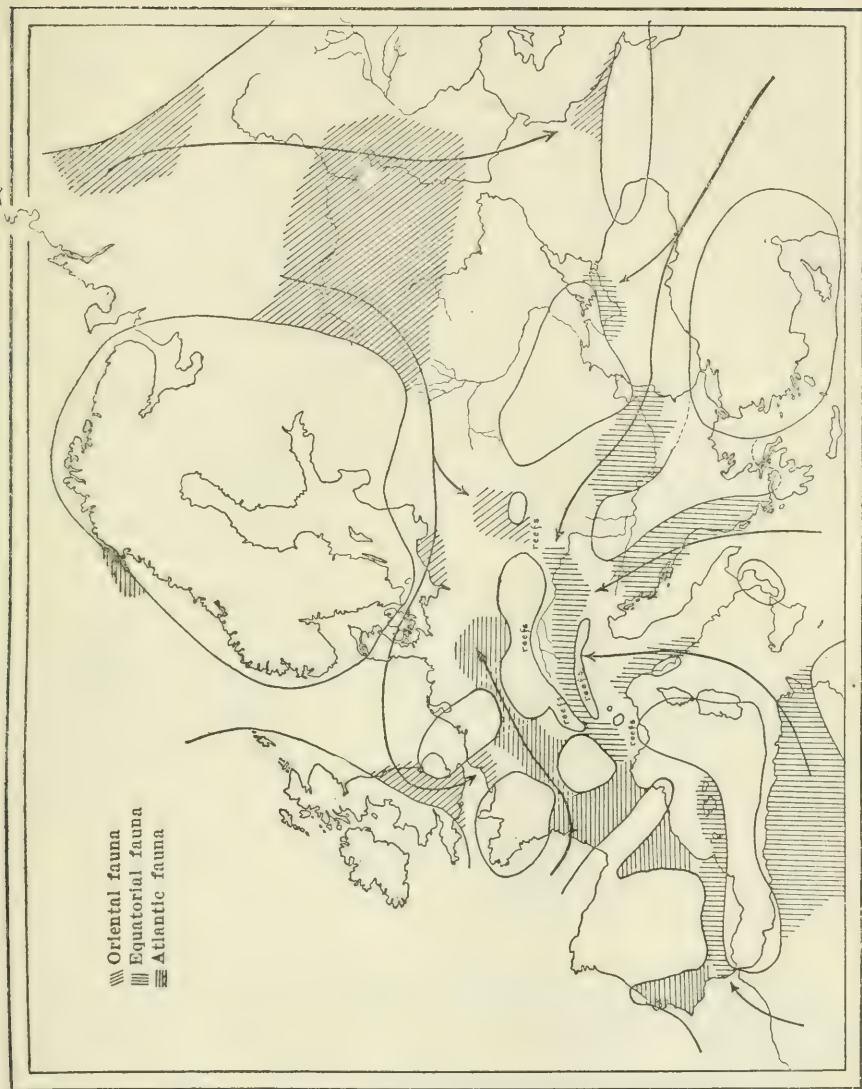 Oriental fauna
Equatorial fauna
Atlantic fauna
reefs
reefs
reefs
reefs
reefs